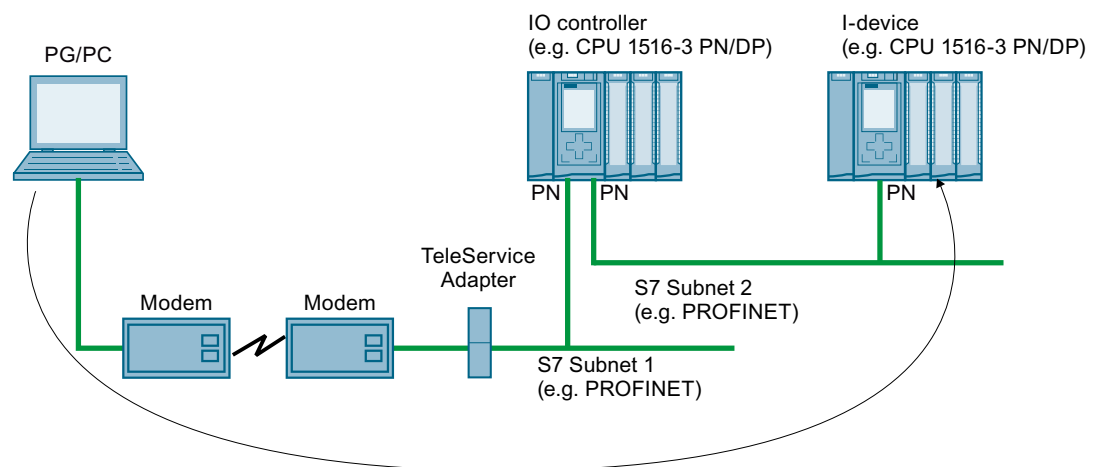 IO controller
(e.g. CPU 1516-3 PN/DP)
I-device
(e.g. CPU 1516-3 PN/DP)
PG/PC
PN
PN
PN
TeleService
Adapter
Modem
Modem
S7 Subnet 2
(e.g. PROFINET)
S7 Subnet 1
(e.g. PROFINET)